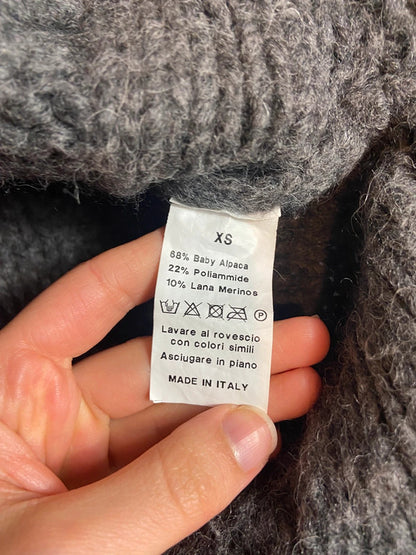 XS
68% Baby Alpaca
22% Poliammide
10% Lana Merinos
P
Lavare al rovescio
con colori simili
Asciugare in piano
MADE IN ITALY